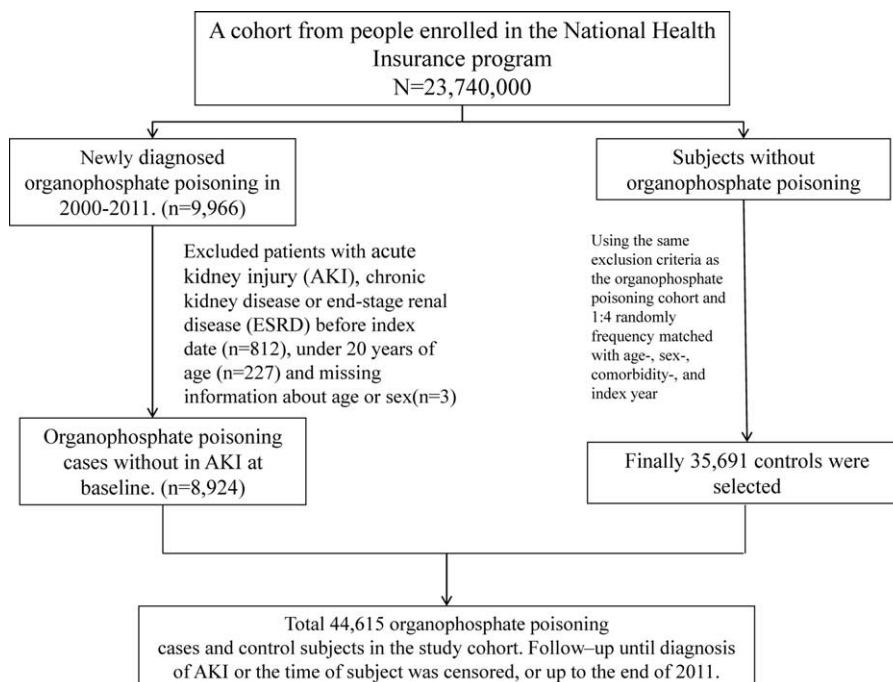 A cohort from people enrolled in the National Health
Insurance program
N=23,740,000
Newly diagnosed
organophosphate poisoning in
2000-2011. (n=9,966)
Subjects without
organophosphate poisoning
Excluded patients with acute
kidney injury (AKI), chronic
kidney disease or end-stage renal
disease (ESRD) before index
date (n=812), under 20 years of
age (n=227) and missing
information about age or sex(n=3)
Using the same
exclusion criteria as
the organophosphate
poisoning cohort and
1:4 randomly
frequency matched
with age-, sex-,
comorbidity-, and
index year
Organophosphate poisoning
cases without in AKI at
baseline. (n=8,924)
Finally 35,691 controls were
selected
Total 44,615 organophosphate poisoning
cases and control subjects in the study cohort. Follow–up until diagnosis
of AKI or the time of subject was censored, or up to the end of 2011.